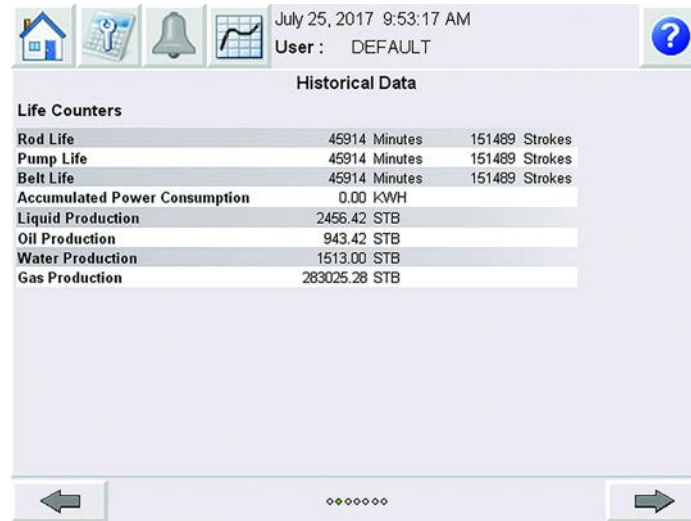 July 25, 2017 9:53:17 AM
User : DEFAULT
?
Historical Data
Life Counters
Rod Life 45914 Minutes 151489 Strokes
Pump Life 45914 Minutes 151489 Strokes
Belt Life 45914 Minutes 151489 Strokes
Accumulated Power Consumption 0.00 KWH
Liquid Production 2456.42 STB
Oil Production 943.42 STB
Water Production 1513.00 STB
Gas Production 283025.28 STB